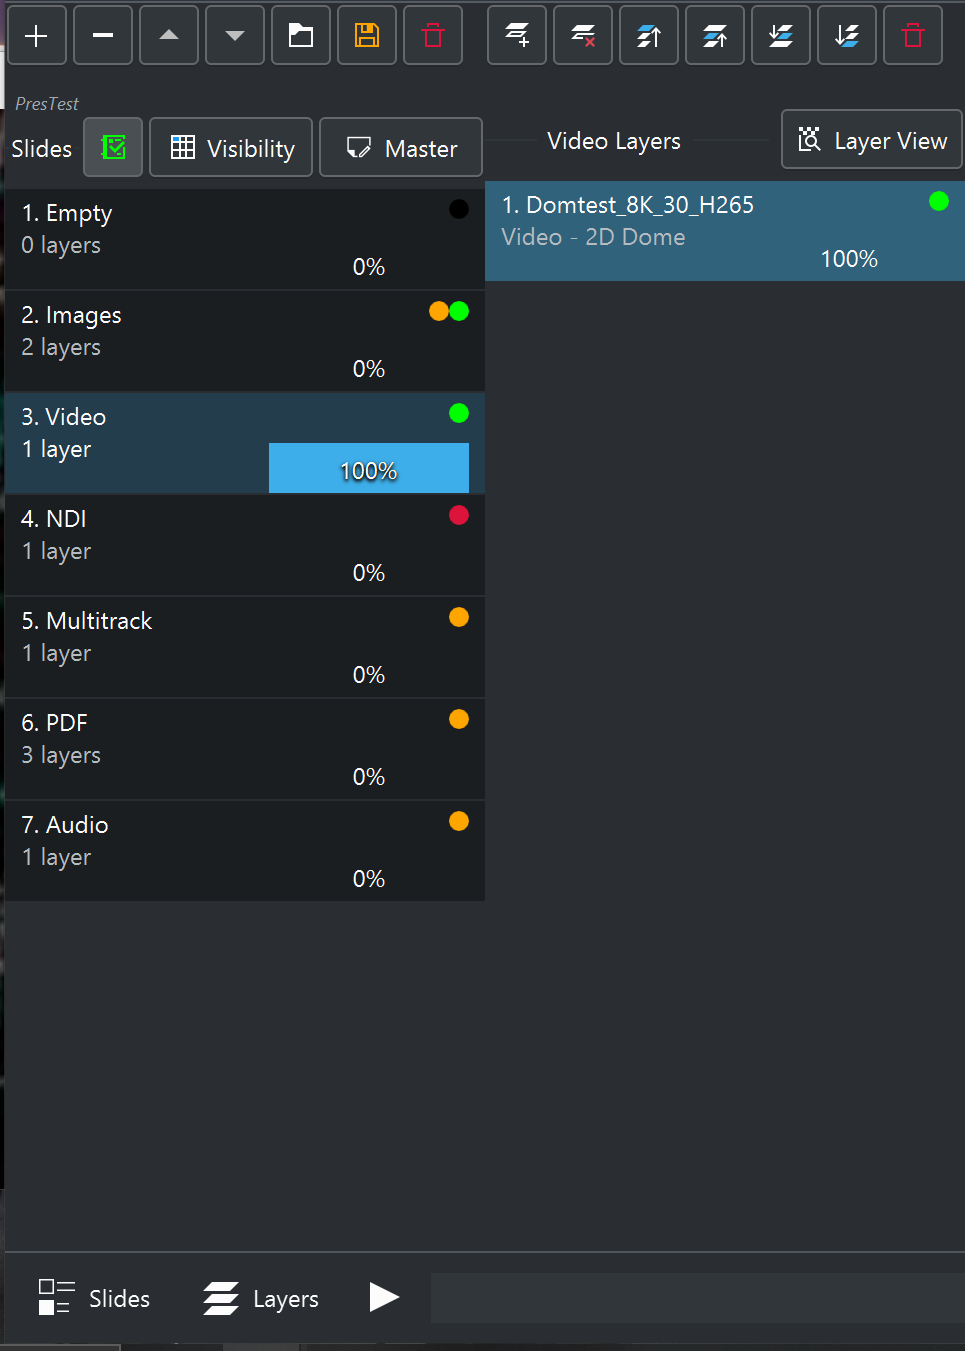 PresTest
Slides
Visibility
Master
Video Layers
Layer View
1. Empty
0 layers
0%
2. Images
2 layers
0%
3. Video
1 layer
100%
4. NDI
1 layer
0%
5. Multitrack
1 layer
0%
6. PDF
3 layers
0%
7. Audio
1 layer
0%
1. Domtest_8K_30_H265
Video - 2D Dome
100%
Slides
Layers